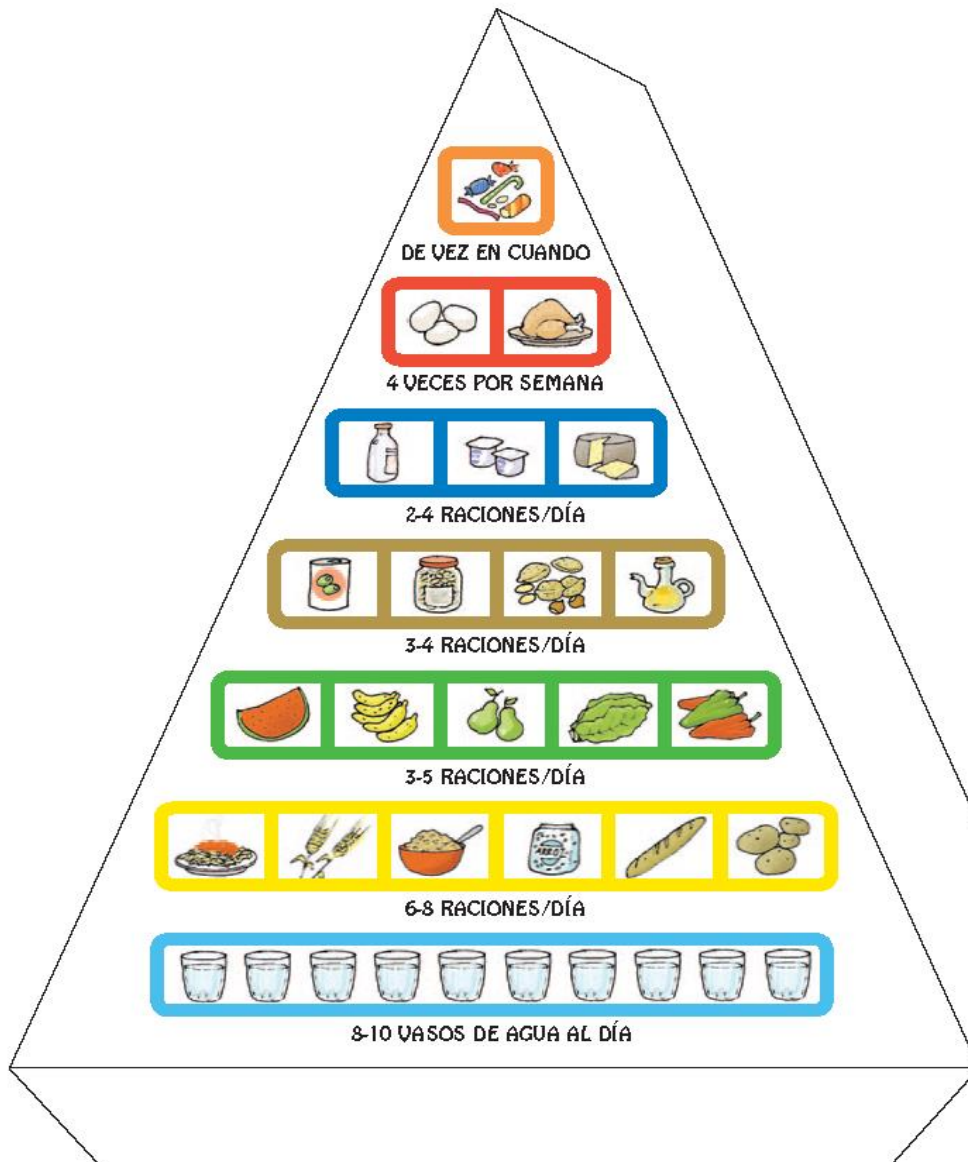 DE VEZ EN CUANDO
4 VECES POR SEMANA
2-4 RACIONES/DÍA
3-4 RACIONES/DÍA
3-5 RACIONES/DÍA
ARROZ
6-8 RACIONES/DÍA
8-10 VASOS DE AGUA AL DÍA